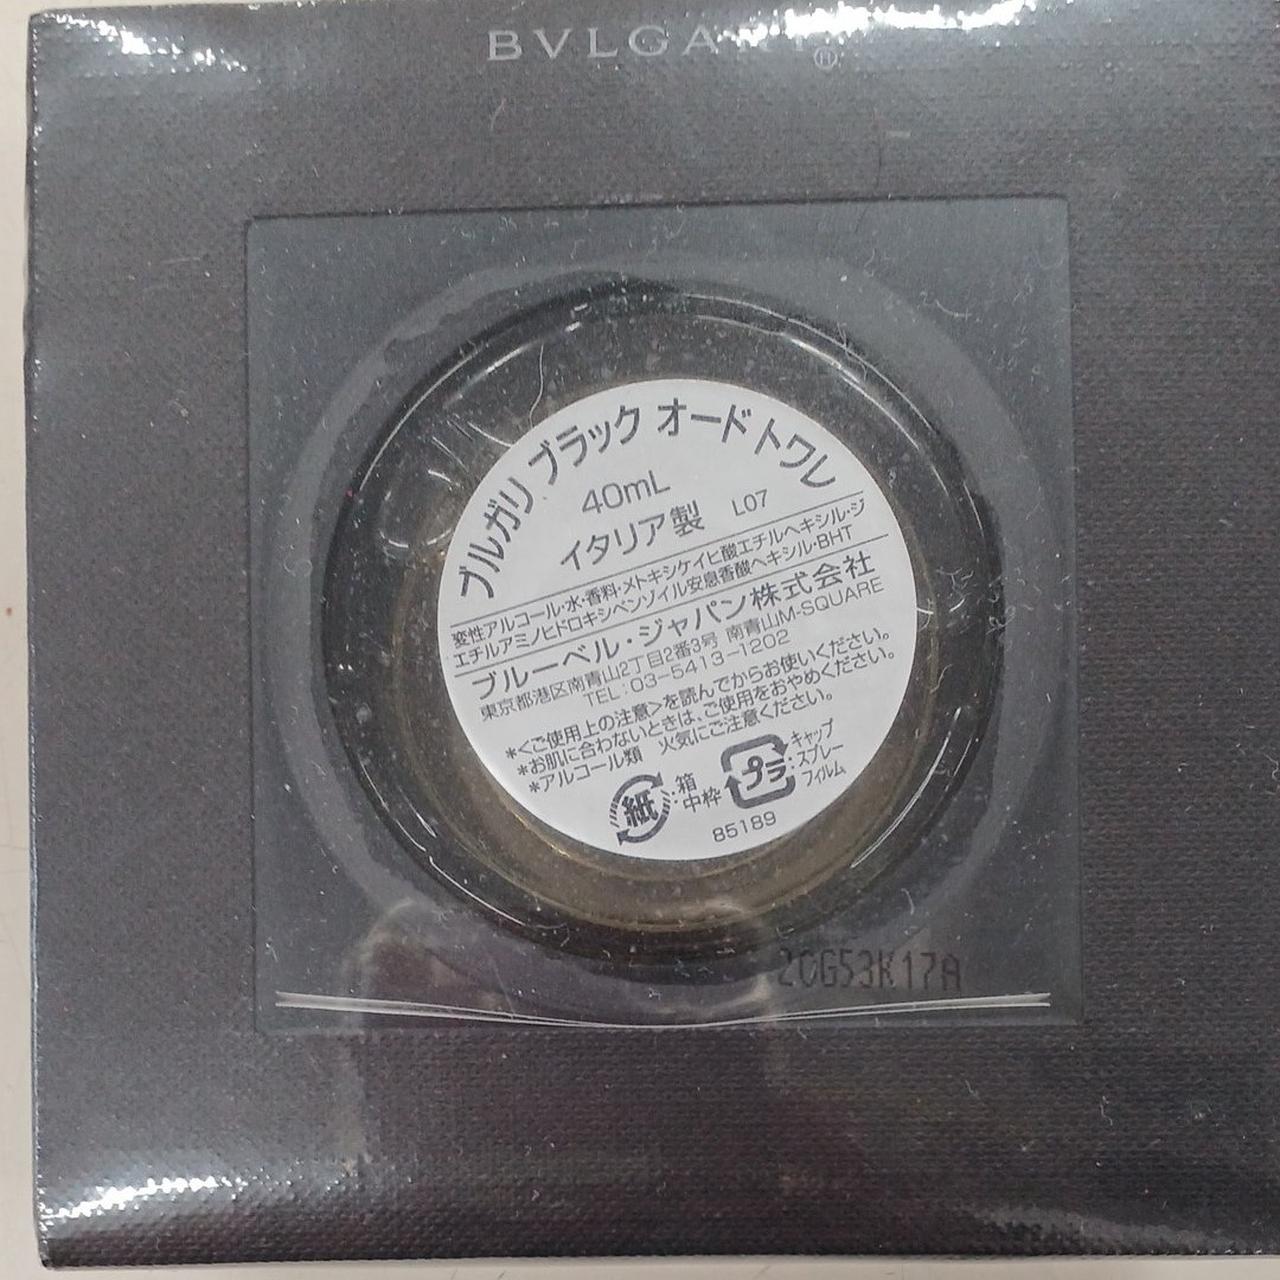 BVLGARI
ブルガリ ブラック オードトワレ
40mL
イタリア製 L07
変性アルコール・水・香料・メトキシケイヒ酸エチルヘキシル・ジ
エチルアミノヒドロキシベンゾイル安息香酸ヘキシル・BHT
ブルーベル・ジャパン株式会社
東京都港区南青山2丁目2番3号 南青山M-SQUARE
TEL:03-5413-1202
*<ご使用上の注意>を読んでからお使いください。
*お肌に合わないときは、ご使用をおやめください。
*アルコール類 火気にご注意ください。
紙:箱 中枠 プラ:キャップ スプレー フィルム
85189
2CG53K17A